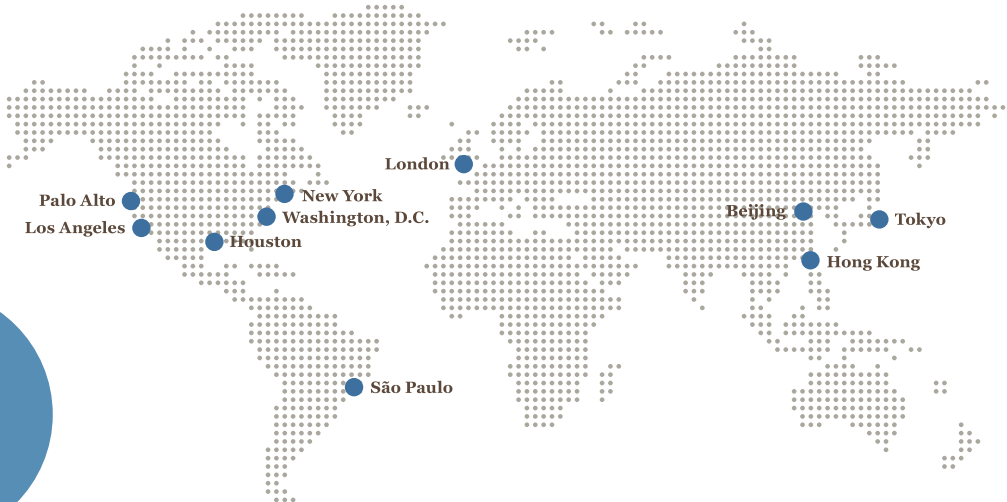 London
New York
Palo Alto
Washington, D.C.
Beijing
Tokyo
Los Angeles
Houston
Hong Kong
São Paulo